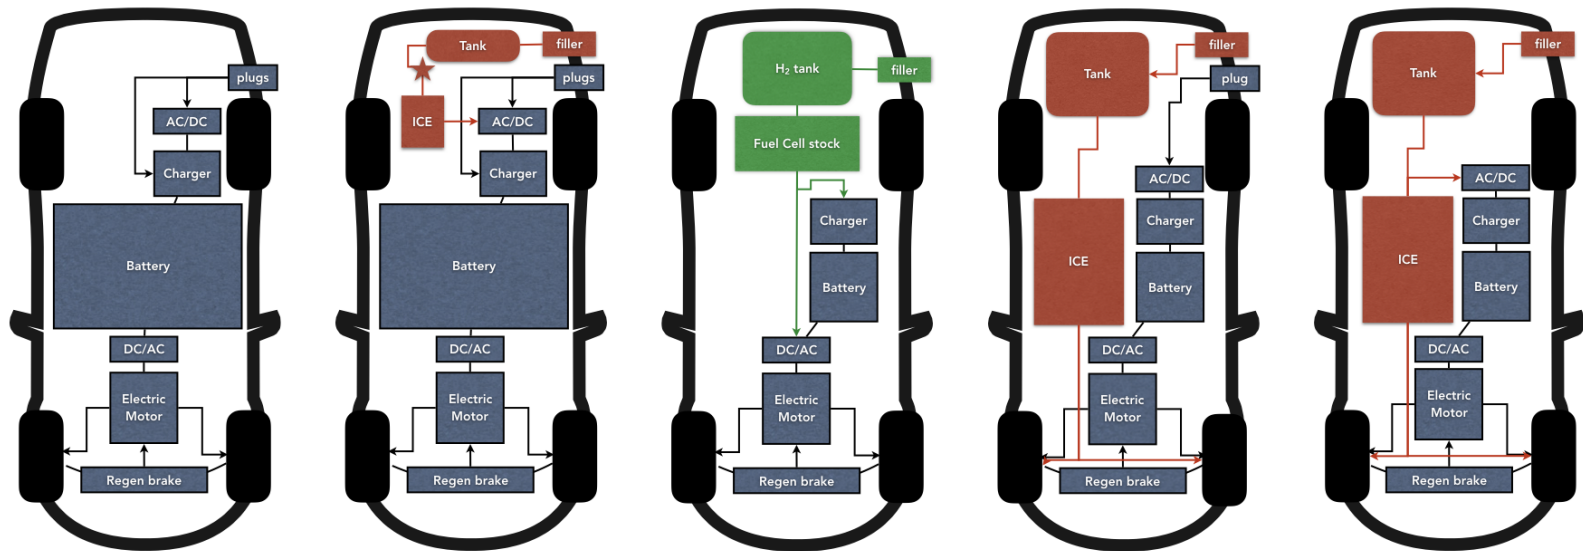 plugs
AC/DC
Charger
Battery
DC/AC
Electric
Motor
Regen brake
Tank
filler
plugs
ICE
AC/DC
Charger
Battery
DC/AC
Electric
Motor
Regen brake
H₂ tank
filler
Fuel Cell stock
Charger
Battery
DC/AC
Electric
Motor
Regen brake
filler
Tank
plug
AC/DC
Charger
ICE
Battery
DC/AC
Electric
Motor
Regen brake
filler
Tank
AC/DC
Charger
ICE
Battery
DC/AC
Electric
Motor
Regen brake